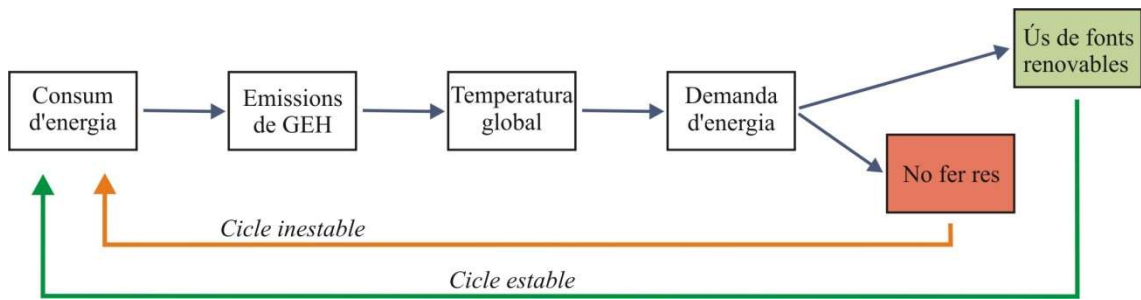 Ús de fonts
renovables
Consum
d'energia
Emissions
de GEH
Temperatura
global
Demanda
d'energia
No fer res
Cicle inestable
Cicle estable